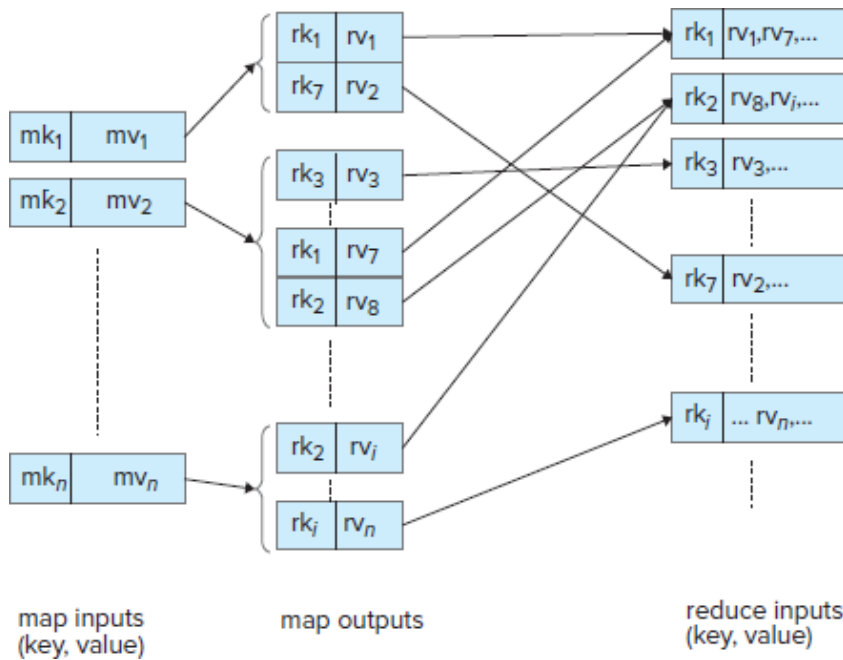 mk₁ mv₁
mk₂ mv₂
mkₙ mvₙ
map inputs
(key, value)
rk₁ rv₁
rk₇ rv₂
rk₃ rv₃
rk₁ rv₇
rk₂ rv₈
rk₂ rvᵢ
rkᵢ rvₙ
map outputs
rk₁ rv₁,rv₇,...
rk₂ rv₈,rvᵢ,...
rk₃ rv₃,...
rk₇ rv₂,...
rkᵢ ... rvₙ,...
reduce inputs
(key, value)